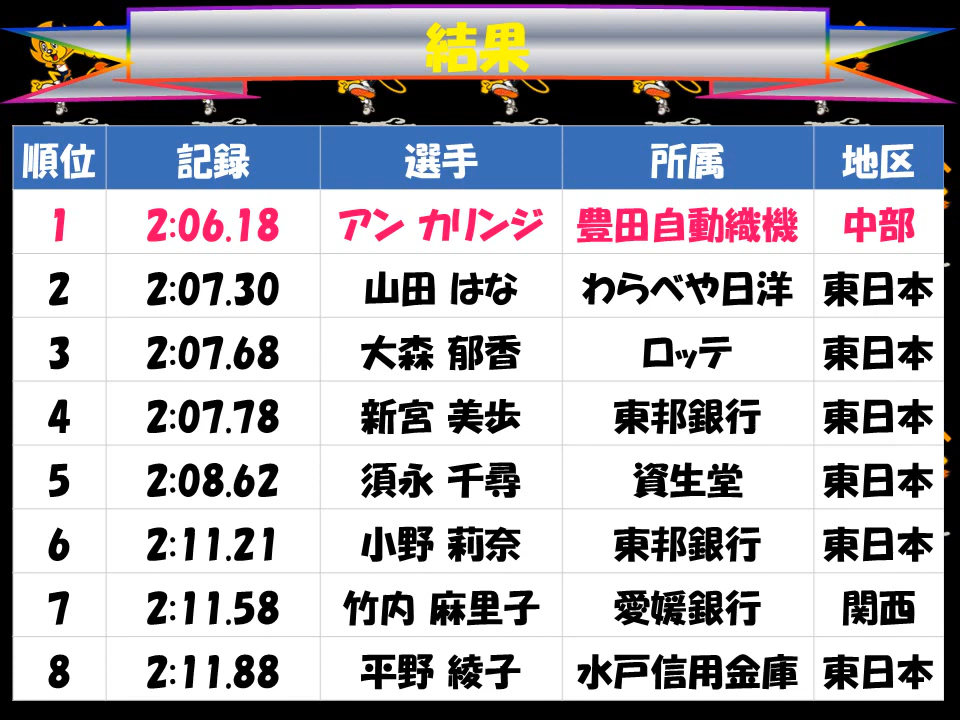 結果
順位 記録 選手 所属 地区
1 2:06.18 アン カリンジ 豊田自動織機 中部
2 2:07.30 山田 はな わらべや日洋 東日本
3 2:07.68 大森 郁香 ロッテ 東日本
4 2:07.78 新宮 美歩 東邦銀行 東日本
5 2:08.62 須永 千尋 資生堂 東日本
6 2:11.21 小野 莉奈 東邦銀行 東日本
7 2:11.58 竹内 麻里子 愛媛銀行 関西
8 2:11.88 平野 綾子 水戸信用金庫 東日本